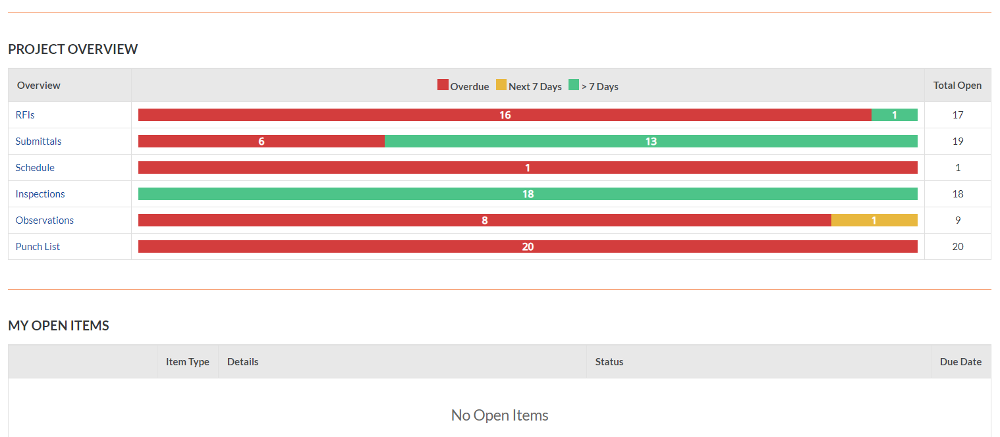 PROJECT OVERVIEW
Overview Overdue Next 7 Days > 7 Days Total Open
RFIs 16 1 17
Submittals 6 13 19
Schedule 1 1
Inspections 18 18
Observations 8 1 9
Punch List 20 20
MY OPEN ITEMS
Item Type Details Status Due Date
No Open Items